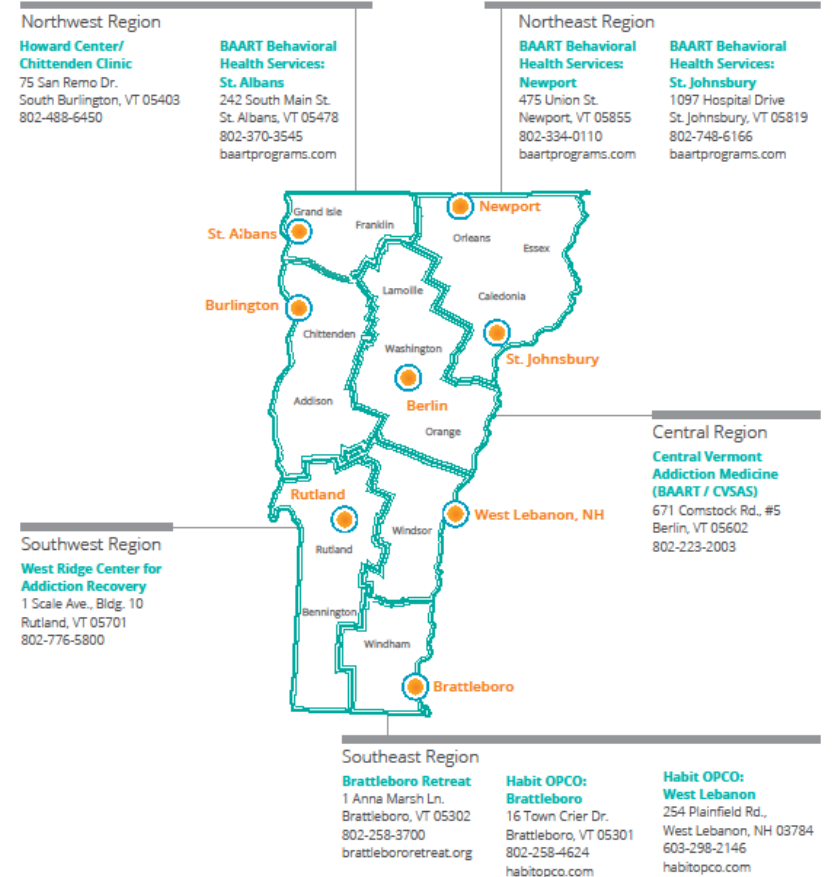 Northwest Region
Howard Center/
Chittenden Clinic
75 San Remo Dr.
South Burlington, VT 05403
802-488-6450
BAART Behavioral
Health Services:
St. Albans
242 South Main St.
St. Albans, VT 05478
802-370-3545
baartprograms.com
Northeast Region
BAART Behavioral
Health Services:
Newport
475 Union St.
Newport, VT 05855
802-334-0110
baartprograms.com
BAART Behavioral
Health Services:
St. Johnsbury
1097 Hospital Drive
St. Johnsbury, VT 05819
802-748-6166
baartprograms.com
Grand Isle
Franklin
Newport
Orleans
Essex
St. Albans
Lamoille
Caledonia
Burlington
Chittenden
Washington
St. Johnsbury
Berlin
Addison
Orange
Rutland
West Lebanon, NH
Windsor
Rutland
Bennington
Windham
Brattleboro
Central Region
Central Vermont
Addiction Medicine
(BAART / CVSAS)
671 Comstock Rd., #5
Berlin, VT 05602
802-223-2003
Southwest Region
West Ridge Center for
Addiction Recovery
1 Scale Ave., Bldg. 10
Rutland, VT 05701
802-776-5800
Southeast Region
Brattleboro Retreat
1 Anna Marsh Ln.
Brattleboro, VT 05302
802-258-3700
brattlebororetreat.org
Habit OPCO:
Brattleboro
16 Town Crier Dr.
Brattleboro, VT 05301
802-258-4624
habitopco.com
Habit OPCO:
West Lebanon
254 Plainfield Rd.,
West Lebanon, NH 03784
603-298-2146
habitopco.com